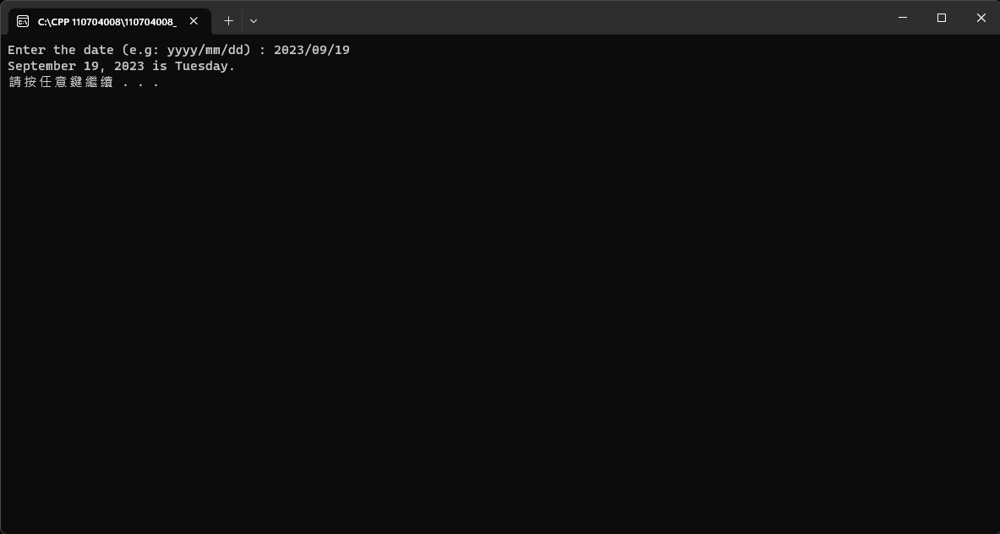 C:\CPP 110704008\110704008_
Enter the date (e.g: yyyy/mm/dd) : 2023/09/19
September 19, 2023 is Tuesday.
請按任意鍵繼續 . . .